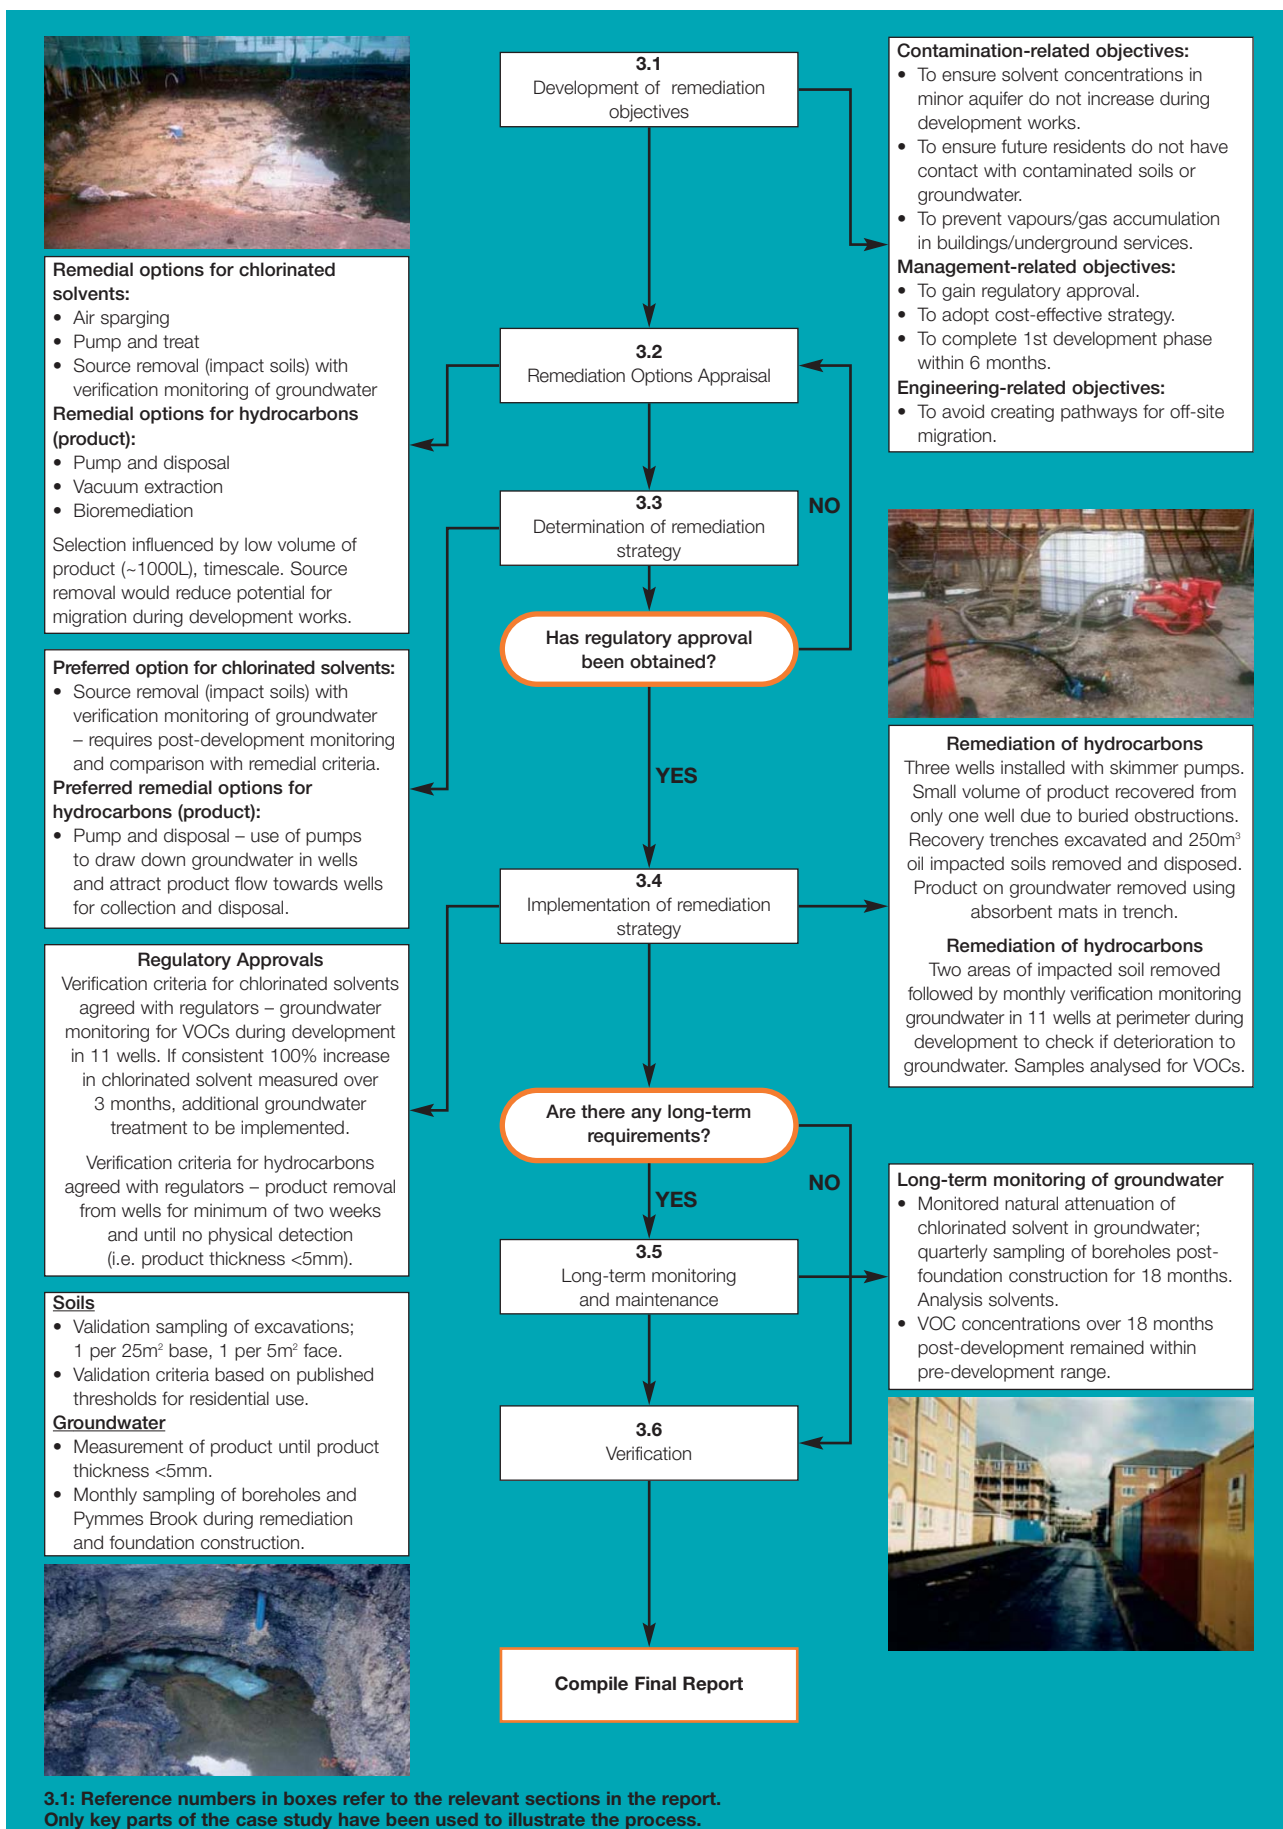 3.1
Development of remediation
objectives
Contamination-related objectives:
• To ensure solvent concentrations in
minor aquifer do not increase during
development works.
• To ensure future residents do not have
contact with contaminated soils or
groundwater.
• To prevent vapours/gas accumulation
in buildings/underground services.
Management-related objectives:
• To gain regulatory approval.
• To adopt cost-effective strategy.
• To complete 1st development phase
within 6 months.
Engineering-related objectives:
• To avoid creating pathways for off-site
migration.
3.2
Remediation Options Appraisal
Remedial options for chlorinated
solvents:
• Air sparging
• Pump and treat
• Source removal (impact soils) with
verification monitoring of groundwater
Remedial options for hydrocarbons
(product):
• Pump and disposal
• Vacuum extraction
• Bioremediation
Selection influenced by low volume of
product (~1000L), timescale. Source
removal would reduce potential for
migration during development works.
3.3
Determination of remediation
strategy
NO
Has regulatory approval
been obtained?
Preferred option for chlorinated solvents:
• Source removal (impact soils) with
verification monitoring of groundwater
– requires post-development monitoring
and comparison with remedial criteria.
Preferred remedial options for
hydrocarbons (product):
• Pump and disposal – use of pumps
to draw down groundwater in wells
and attract product flow towards wells
for collection and disposal.
YES
3.4
Implementation of remediation
strategy
Remediation of hydrocarbons
Three wells installed with skimmer pumps.
Small volume of product recovered from
only one well due to buried obstructions.
Recovery trenches excavated and 250m³
oil impacted soils removed and disposed.
Product on groundwater removed using
absorbent mats in trench.
Remediation of hydrocarbons
Two areas of impacted soil removed
followed by monthly verification monitoring
groundwater in 11 wells at perimeter during
development to check if deterioration to
groundwater. Samples analysed for VOCs.
Regulatory Approvals
Verification criteria for chlorinated solvents
agreed with regulators – groundwater
monitoring for VOCs during development
in 11 wells. If consistent 100% increase
in chlorinated solvent measured over
3 months, additional groundwater
treatment to be implemented.
Verification criteria for hydrocarbons
agreed with regulators – product removal
from wells for minimum of two weeks
and until no physical detection
(i.e. product thickness <5mm).
Are there any long-term
requirements?
YES
NO
3.5
Long-term monitoring
and maintenance
Long-term monitoring of groundwater
• Monitored natural attenuation of
chlorinated solvent in groundwater;
quarterly sampling of boreholes post-
foundation construction for 18 months.
Analysis solvents.
• VOC concentrations over 18 months
post-development remained within
pre-development range.
Soils
• Validation sampling of excavations;
1 per 25m² base, 1 per 5m² face.
• Validation criteria based on published
thresholds for residential use.
Groundwater
• Measurement of product until product
thickness <5mm.
• Monthly sampling of boreholes and
Pymmes Brook during remediation
and foundation construction.
3.6
Verification
Compile Final Report
3.1: Reference numbers in boxes refer to the relevant sections in the report.
Only key parts of the case study have been used to illustrate the process.